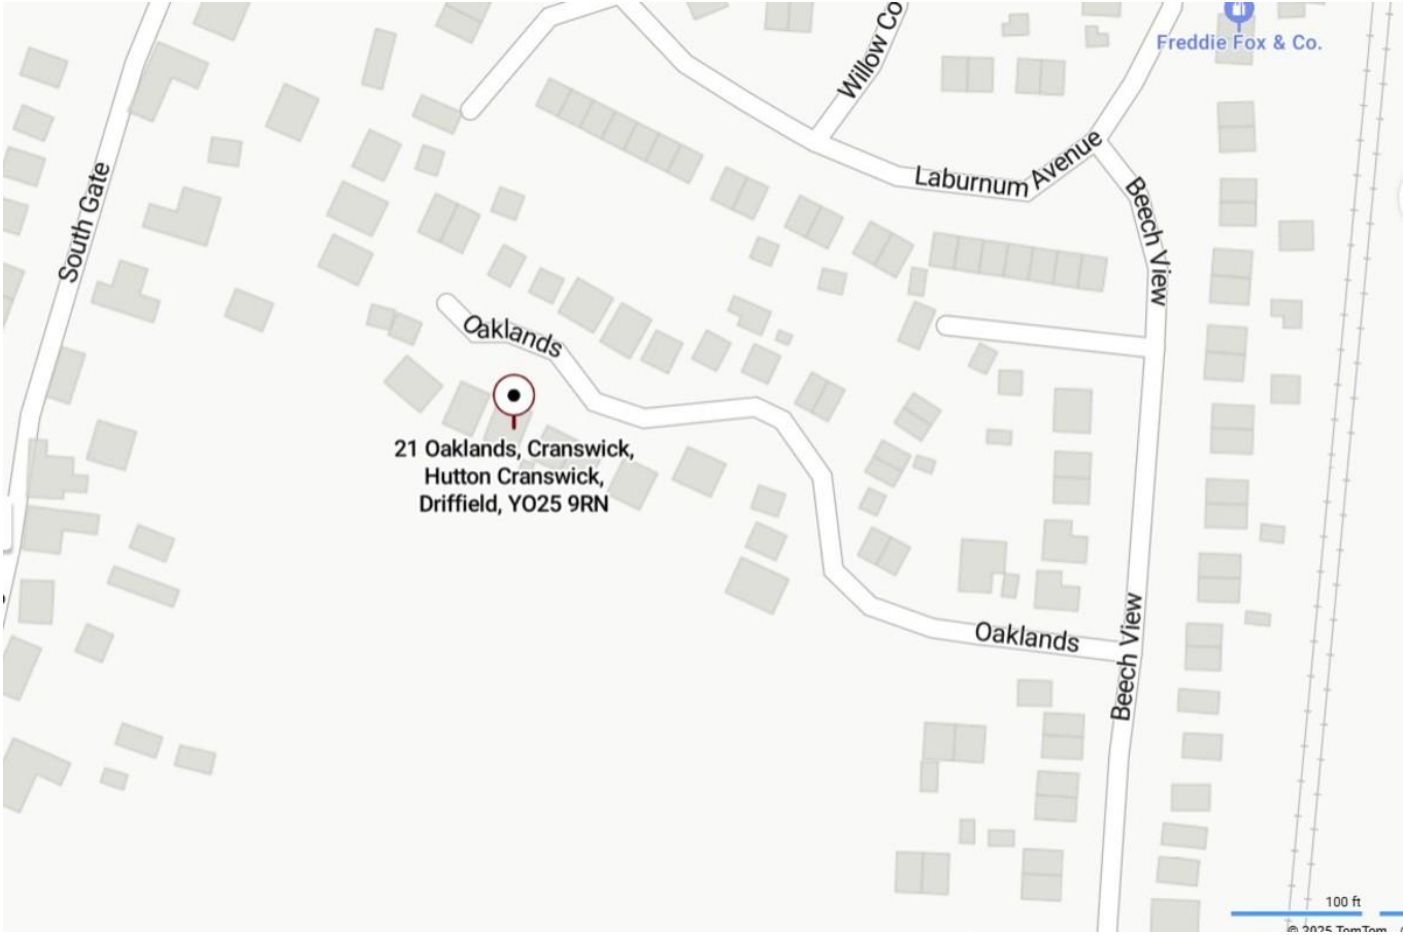 Willow Co
Freddie Fox & Co.
Laburnum Avenue
South Gate
Beech View
Oaklands
21 Oaklands, Cranswick,
Hutton Cranswick,
Driffield, YO25 9RN
Oaklands
Beech View
100 ft
© 2025 TomTom